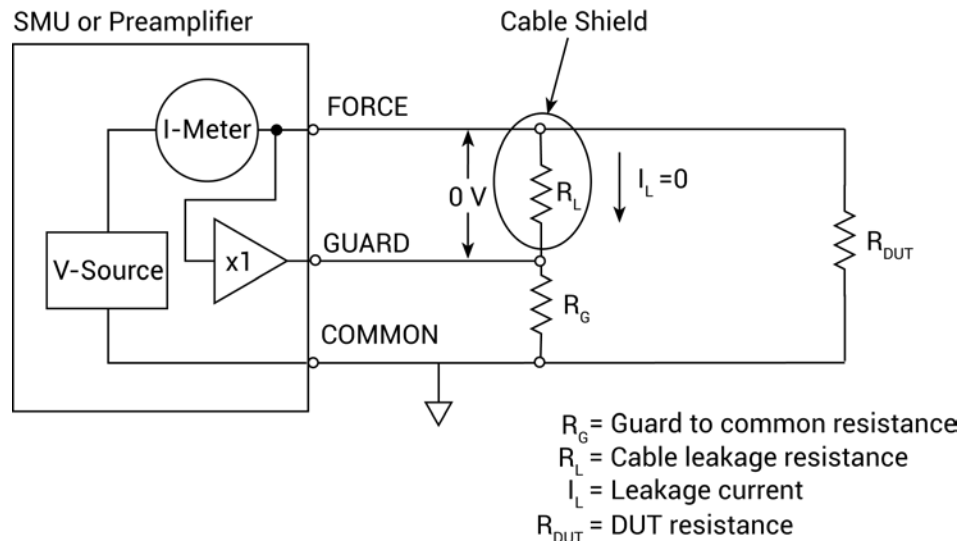 SMU or Preamplifier
Cable Shield
FORCE
I-Meter
0 V
R_L
I_L =0
GUARD
x1
V-Source
R_DUT
R_G
COMMON
R_G = Guard to common resistance
R_L = Cable leakage resistance
I_L = Leakage current
R_DUT = DUT resistance